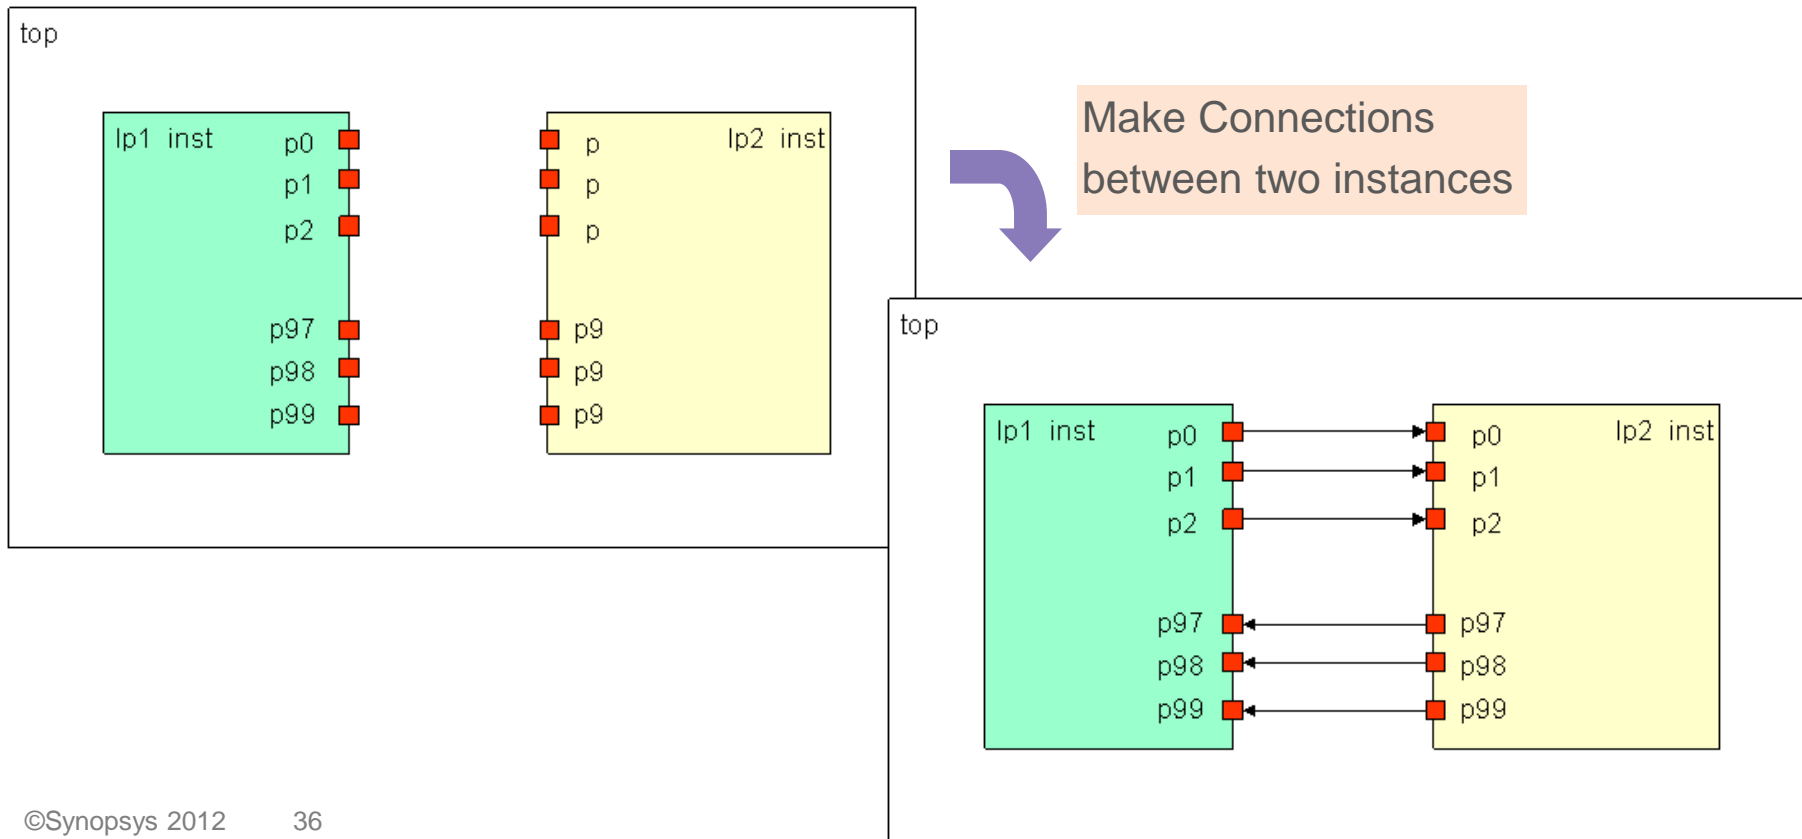 top
Ip1 inst
p0
p1
p2
p97
p98
p99
p
p
p
p9
p9
p9
Ip2 inst
Make Connections
between two instances
top
Ip1 inst
p0
p1
p2
p97
p98
p99
p0
p1
p2
p97
p98
p99
Ip2 inst
©Synopsys 2012 36